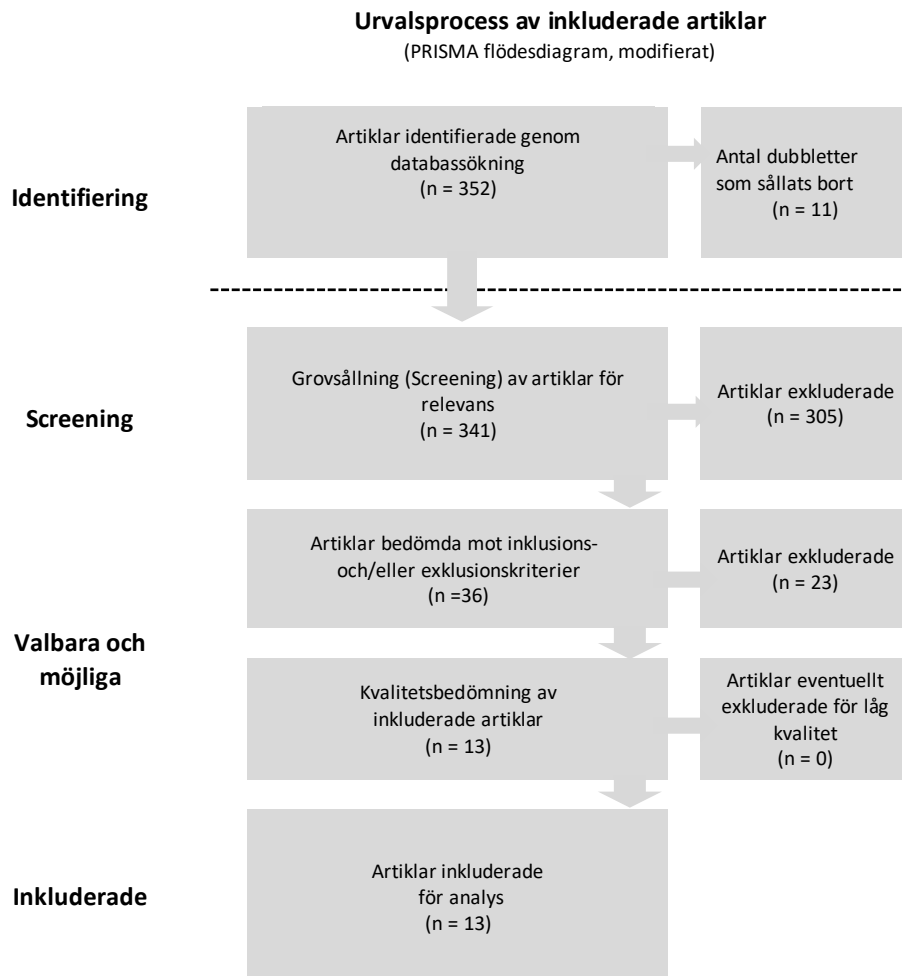 Urvalsprocess av inkluderade artiklar
(PRISMA flödesdiagram, modifierat)
Identifiering
Artiklar identifierade genom
databassökning
(n = 352)
Antal dubbletter
som sållats bort
(n = 11)
Screening
Grovsållning (Screening) av artiklar för
relevans
(n = 341)
Artiklar exkluderade
(n = 305)
Valbara och
möjliga
Artiklar bedömda mot inklusions-
och/eller exklusionskriterier
(n =36)
Artiklar exkluderade
(n = 23)
Kvalitetsbedömning av
inkluderade artiklar
(n = 13)
Artiklar eventuellt
exkluderade för låg
kvalitet
(n = 0)
Inkluderade
Artiklar inkluderade
för analys
(n = 13)